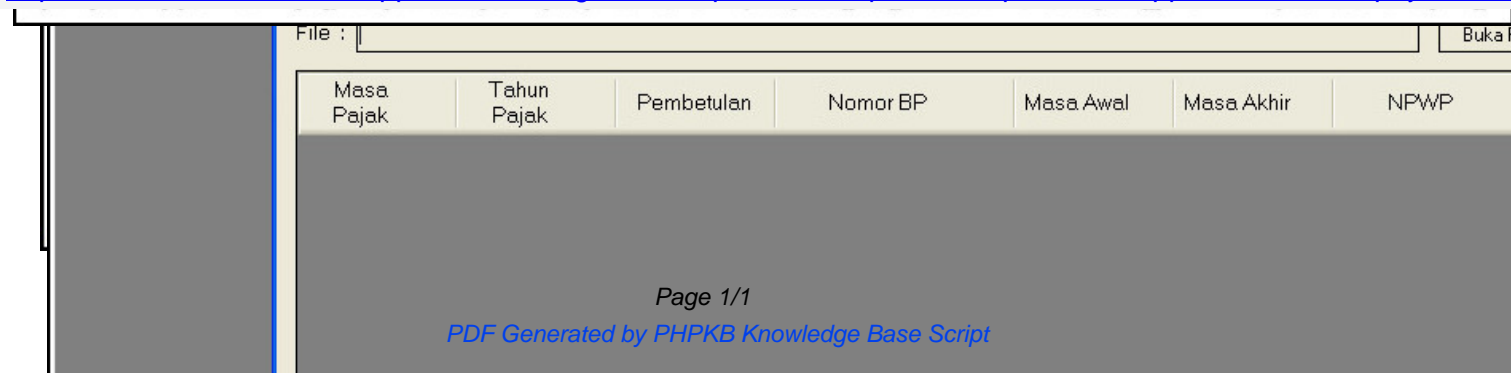 File :
Buka
Masa Pajak
Tahun Pajak
Pembetulan
Nomor BP
Masa Awal
Masa Akhir
NPWP
Page 1/1
PDF Generated by PHPKB Knowledge Base Script